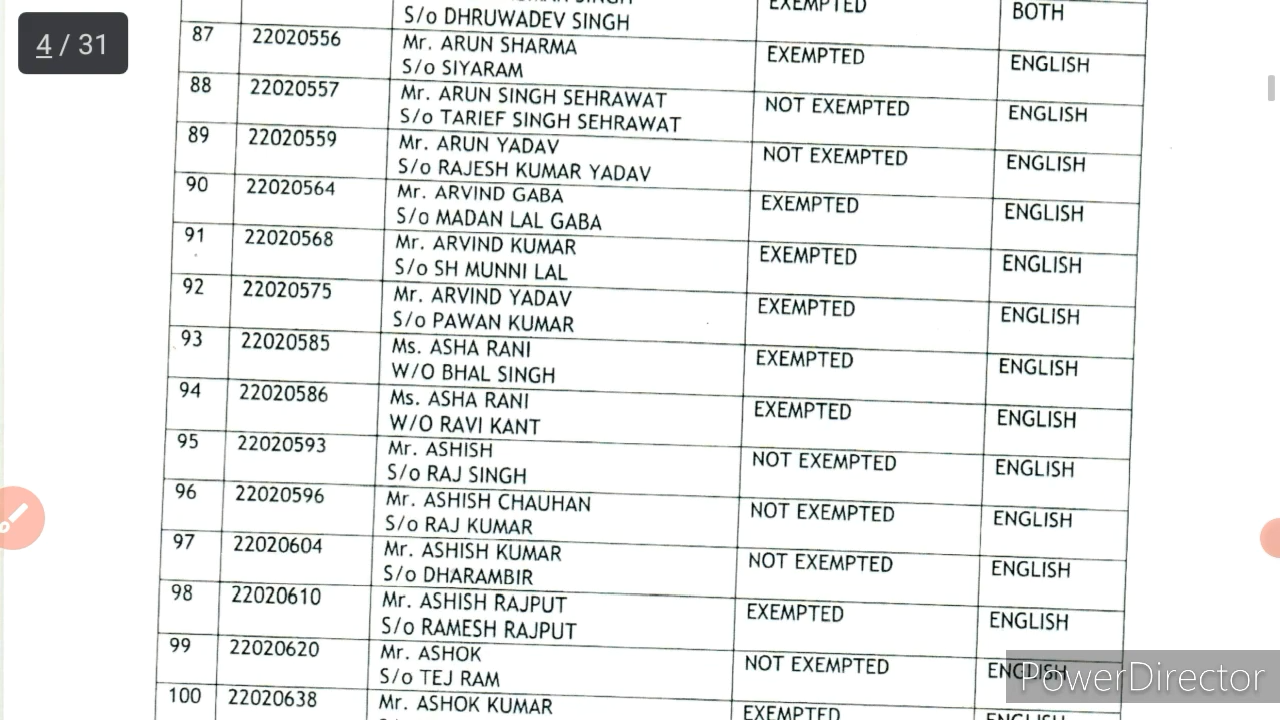 4 / 31
S/o DHRUWADEV SINGH EXEMPTED BOTH
87 22020556 Mr. ARUN SHARMA EXEMPTED ENGLISH
S/o SIYARAM
88 22020557 Mr. ARUN SINGH SEHRAWAT NOT EXEMPTED ENGLISH
S/o TARIEF SINGH SEHRAWAT
89 22020559 Mr. ARUN YADAV NOT EXEMPTED ENGLISH
S/o RAJESH KUMAR YADAV
90 22020564 Mr. ARVIND GABA EXEMPTED ENGLISH
S/o MADAN LAL GABA
91 22020568 Mr. ARVIND KUMAR EXEMPTED ENGLISH
S/o SH MUNNI LAL
92 22020575 Mr. ARVIND YADAV EXEMPTED ENGLISH
S/o PAWAN KUMAR
93 22020585 Ms. ASHA RANI EXEMPTED ENGLISH
W/O BHAL SINGH
94 22020586 Ms. ASHA RANI EXEMPTED ENGLISH
W/O RAVI KANT
95 22020593 Mr. ASHISH NOT EXEMPTED ENGLISH
S/o RAJ SINGH
96 22020596 Mr. ASHISH CHAUHAN NOT EXEMPTED ENGLISH
S/o RAJ KUMAR
97 22020604 Mr. ASHISH KUMAR NOT EXEMPTED ENGLISH
S/o DHARAMBIR
98 22020610 Mr. ASHISH RAJPUT EXEMPTED ENGLISH
S/o RAMESH RAJPUT
99 22020620 Mr. ASHOK NOT EXEMPTED ENGLISH
S/o TEJ RAM
100 22020638 Mr. ASHOK KUMAR EXEMPTED ENGLISH
PowerDirector